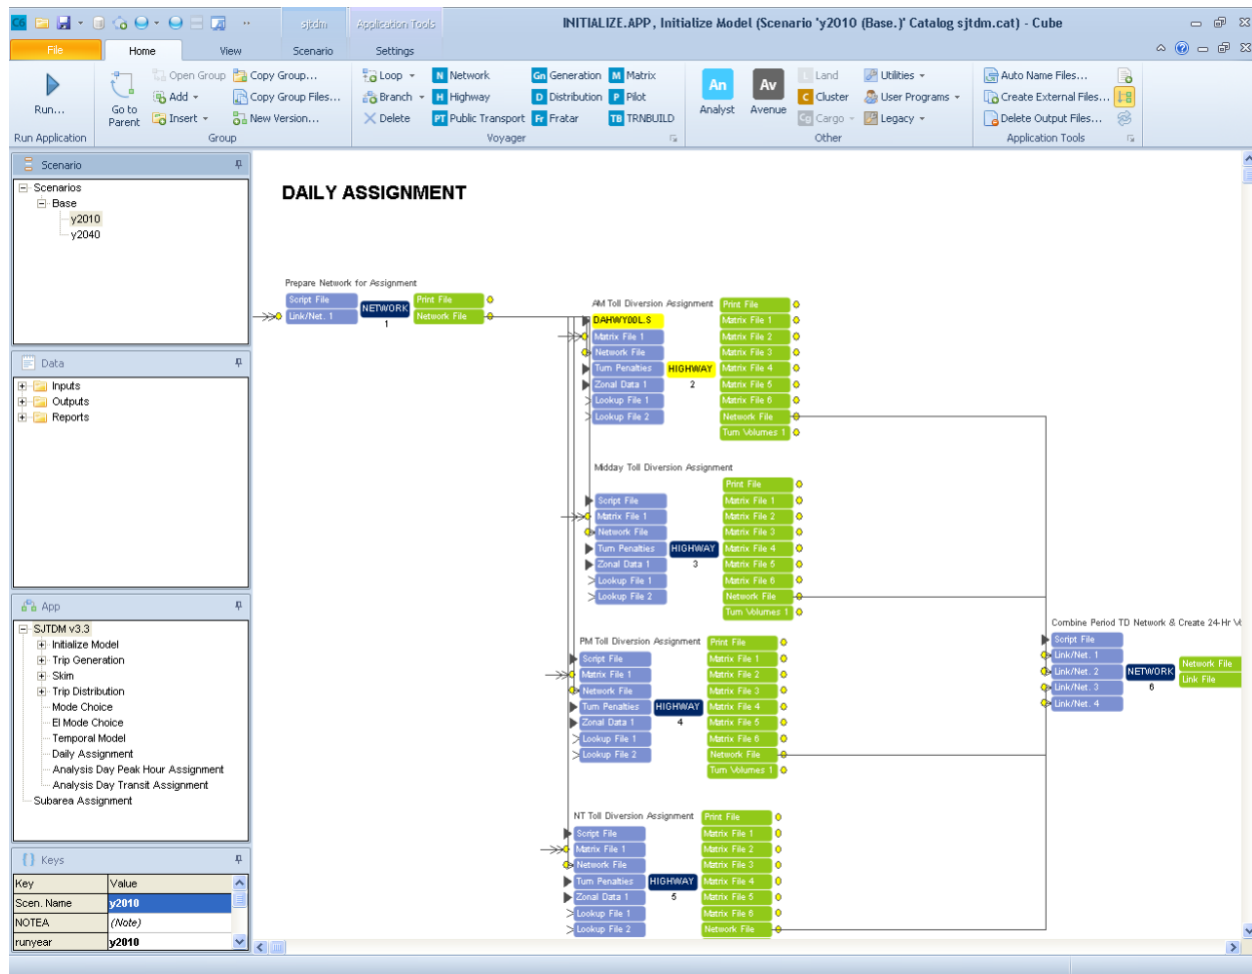 sjtdm
Application Tools
INITIALIZE.APP, Initialize Model (Scenario 'y2010 (Base.)' Catalog sjtdm.cat) - Cube
File
Home
View
Scenario
Settings
Run...
Run Application
Go to Parent
Open Group
Add
Insert
Copy Group...
Copy Group Files...
New Version...
Group
Loop
Branch
Delete
N Network
H Highway
PT Public Transport
Gn Generation
D Distribution
Fr Fratar
M Matrix
P Pilot
TB TRNBUILD
Voyager
An
Analyst
Av
Avenue
L Land
C Cluster
Cg Cargo
Utilities
User Programs
Legacy
Other
Auto Name Files...
Create External Files...
Delete Output Files...
Application Tools
Scenario
Scenarios
Base
y2010
y2040
Data
Inputs
Outputs
Reports
App
SJTDM v3.3
Initialize Model
Trip Generation
Skim
Trip Distribution
Mode Choice
EI Mode Choice
Temporal Model
Daily Assignment
Analysis Day Peak Hour Assignment
Analysis Day Transit Assignment
Subarea Assignment
Keys
Key Value
Scen. Name y2010
NOTEA (Note)
runyear y2010
DAILY ASSIGNMENT
Prepare Network for Assignment
Script File
Link/Net. 1
NETWORK
1
Print File
Network File
AM Toll Diversion Assignment
DAHWY00L.S
Matrix File 1
Network File
Turn Penalties
Zonal Data 1
Lookup File 1
Lookup File 2
HIGHWAY
2
Print File
Matrix File 1
Matrix File 2
Matrix File 3
Matrix File 4
Matrix File 5
Matrix File 6
Network File
Turn Volumes 1
Midday Toll Diversion Assignment
Script File
Matrix File 1
Network File
Turn Penalties
Zonal Data 1
Lookup File 1
Lookup File 2
HIGHWAY
3
Print File
Matrix File 1
Matrix File 2
Matrix File 3
Matrix File 4
Matrix File 5
Matrix File 6
Network File
Turn Volumes 1
PM Toll Diversion Assignment
Script File
Matrix File 1
Network File
Turn Penalties
Zonal Data 1
Lookup File 1
Lookup File 2
HIGHWAY
4
Print File
Matrix File 1
Matrix File 2
Matrix File 3
Matrix File 4
Matrix File 5
Matrix File 6
Network File
Turn Volumes 1
NT Toll Diversion Assignment
Script File
Matrix File 1
Network File
Turn Penalties
Zonal Data 1
Lookup File 1
Lookup File 2
HIGHWAY
5
Print File
Matrix File 1
Matrix File 2
Matrix File 3
Matrix File 4
Matrix File 5
Matrix File 6
Network File
Combine Period TD Network & Create 24-Hr
Script File
Link/Net. 1
Link/Net. 2
Link/Net. 3
Link/Net. 4
NETWORK
6
Network File
Link File